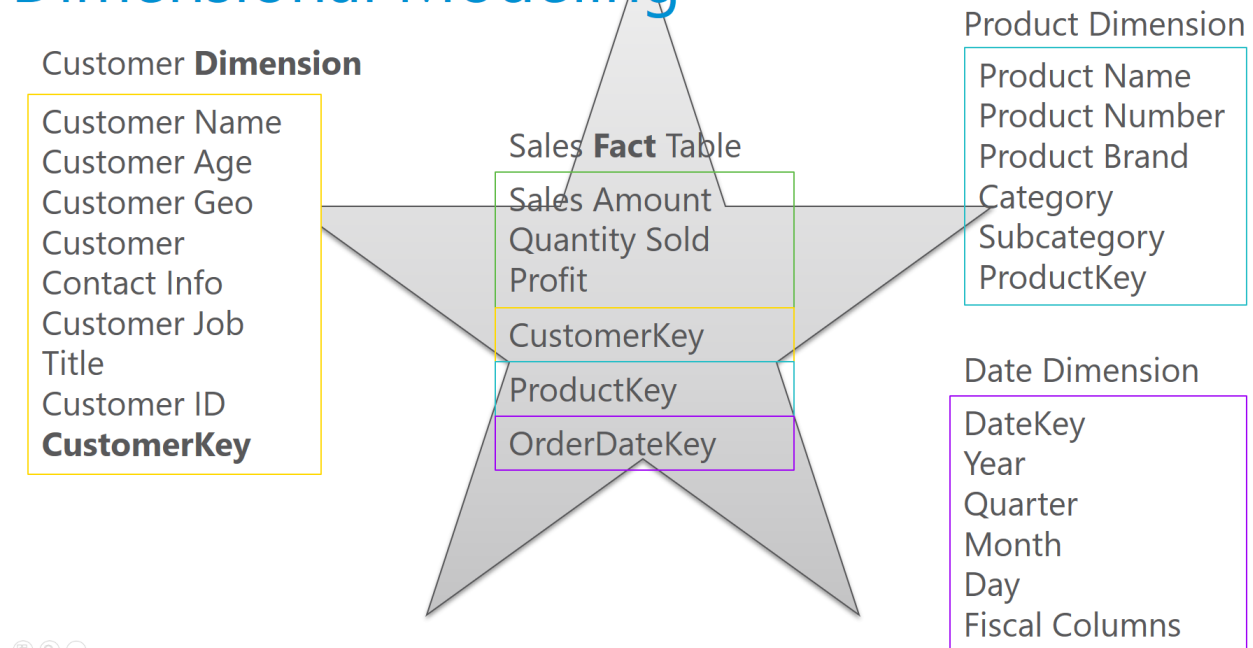 Dimensional Modeling
Customer Dimension
Customer Name
Customer Age
Customer Geo
Customer
Contact Info
Customer Job
Title
Customer ID
CustomerKey
Sales Fact Table
Sales Amount
Quantity Sold
Profit
CustomerKey
ProductKey
OrderDateKey
Product Dimension
Product Name
Product Number
Product Brand
Category
Subcategory
ProductKey
Date Dimension
DateKey
Year
Quarter
Month
Day
Fiscal Columns